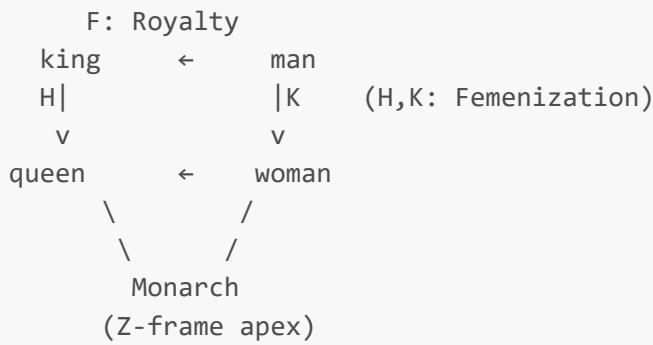 F: Royalty
king ← man
H| |K (H,K: Femenization)
v v
queen ← woman
\ /
\ /
Monarch
(Z-frame apex)